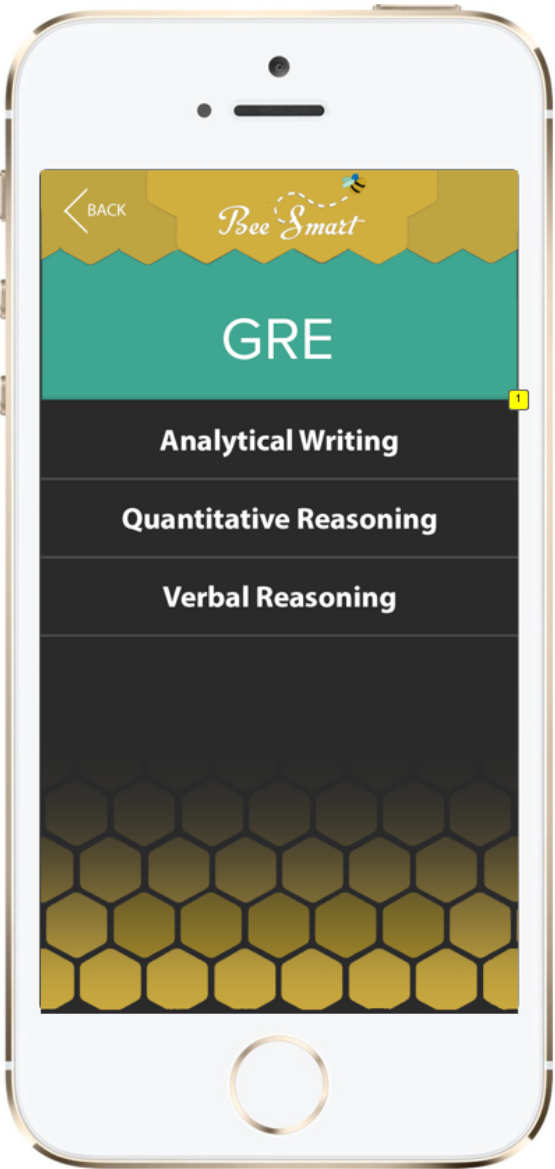 BACK
Bee Smart
GRE
1
Analytical Writing
Quantitative Reasoning
Verbal Reasoning